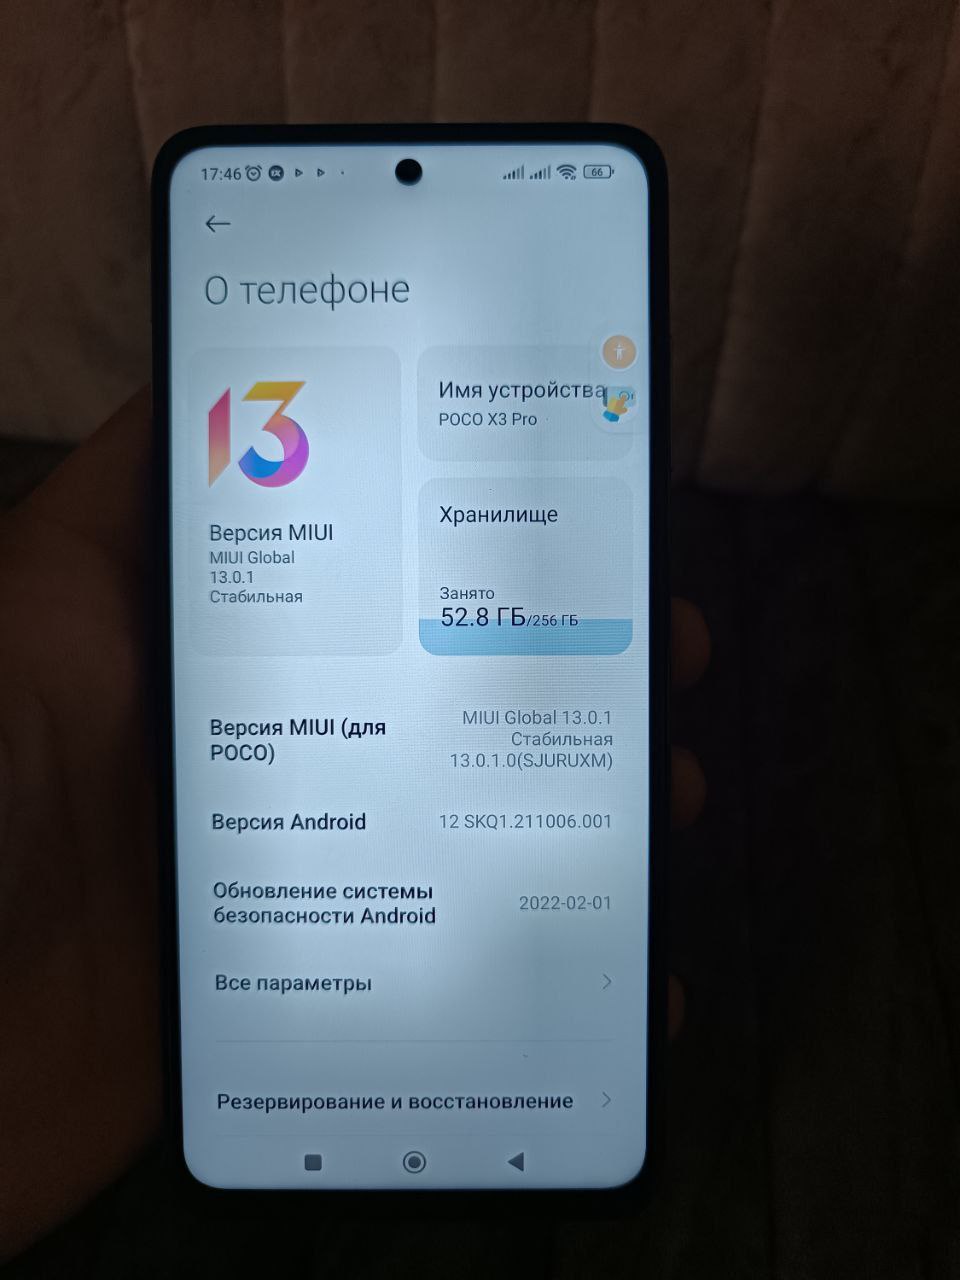 17:46
66
О телефоне
13
Имя устройства
POCO X3 Pro
Версия MIUI
MIUI Global
13.0.1
Стабильная
Хранилище
Занято
52.8 ГБ/256 ГБ
Версия MIUI (для
POCO)
MIUI Global 13.0.1
Стабильная
13.0.1.0(SJURUXM)
Версия Android
12 SKQ1.211006.001
Обновление системы
безопасности Android
2022-02-01
Все параметры
Резервирование и восстановление